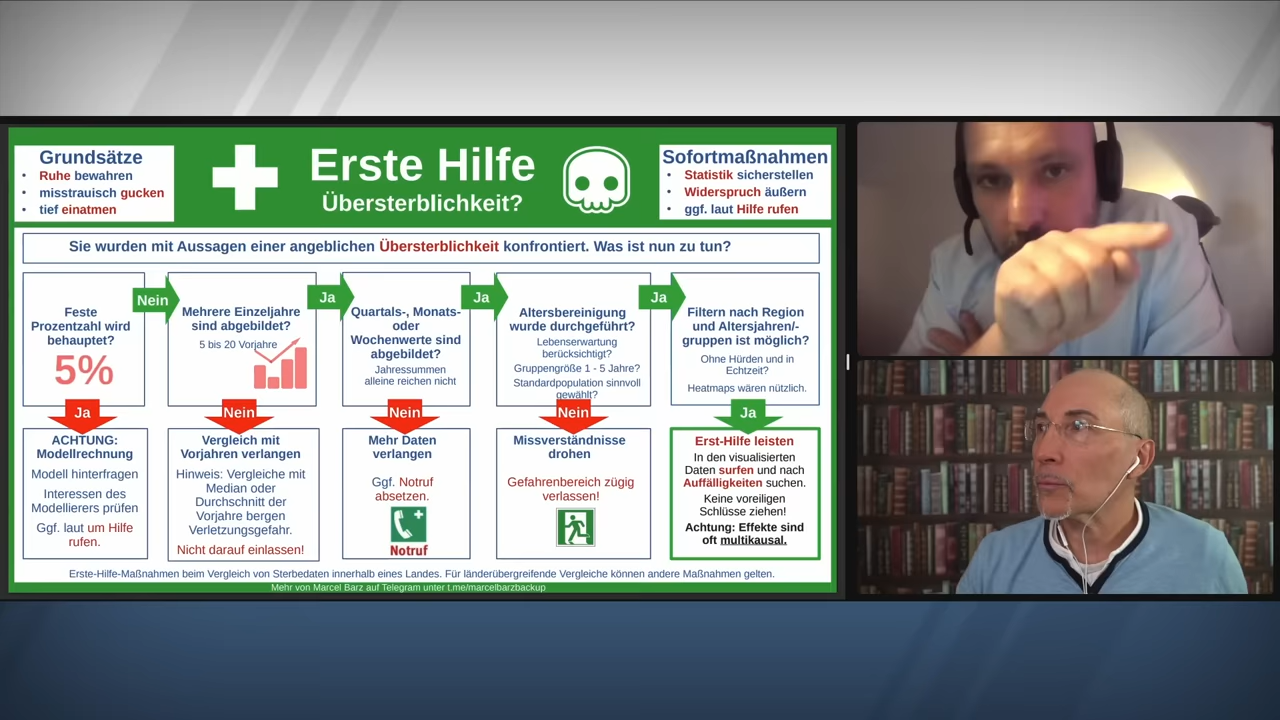 Grundsätze
• Ruhe bewahren
• misstrauisch gucken
• tief einatmen
Erste Hilfe
Übersterblichkeit?
Sofortmaßnahmen
• Statistik sicherstellen
• Widerspruch äußern
• ggf. laut Hilfe rufen
Sie wurden mit Aussagen einer angeblichen Übersterblichkeit konfrontiert. Was ist nun zu tun?
Feste
Prozentzahl wird
behauptet?
5%
Nein
Mehrere Einzeljahre
sind abgebildet?
5 bis 20 Vorjahre
Ja
Quartals-, Monats-
oder
Wochenwerte sind
abgebildet?
Jahressummen
alleine reichen nicht
Ja
Altersbereinigung
wurde durchgeführt?
Lebenserwartung
berücksichtigt?
Gruppengröße 1 - 5 Jahre?
Standardpopulation sinnvoll
gewählt?
Ja
Filtern nach Region
und Altersjahren/-
gruppen ist möglich?
Ohne Hürden und in
Echtzeit?
Heatmaps wären nützlich.
Ja
ACHTUNG:
Modellrechnung
Modell hinterfragen
Interessen des
Modellierers prüfen
Ggf. laut um Hilfe
rufen.
Nein
Vergleich mit
Vorjahren verlangen
Hinweis: Vergleiche mit
Median oder
Durchschnitt der
Vorjahre bergen
Verletzungsgefahr.
Nicht darauf einlassen!
Nein
Mehr Daten
verlangen
Ggf. Notruf
absetzen.
Notruf
Nein
Missverständnisse
drohen
Gefahrenbereich zügig
verlassen!
Ja
Erst-Hilfe leisten
In den visualisierten
Daten surfen und nach
Auffälligkeiten suchen.
Keine voreiligen
Schlüsse ziehen!
Achtung: Effekte sind
oft multikausal.
Erste-Hilfe-Maßnahmen beim Vergleich von Sterbedaten innerhalb eines Landes. Für länderübergreifende Vergleiche können andere Maßnahmen gelten.
Mehr von Marcel Barz auf Telegram unter t.me/marcelbarzbackup